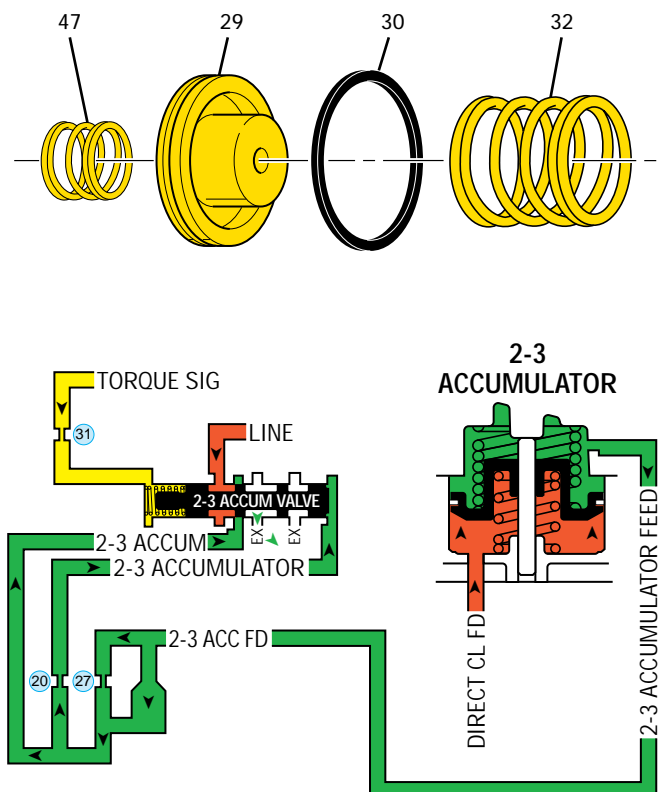 47
29
30
32
2-3
ACCUMULATOR
TORQUE SIG
31
LINE
2-3 ACCUM VALVE
EX
EX
2-3 ACCUM
2-3 ACCUMULATOR
2-3 ACC FD
20
27
DIRECT CL FD
2-3 ACCUMULATOR FEED